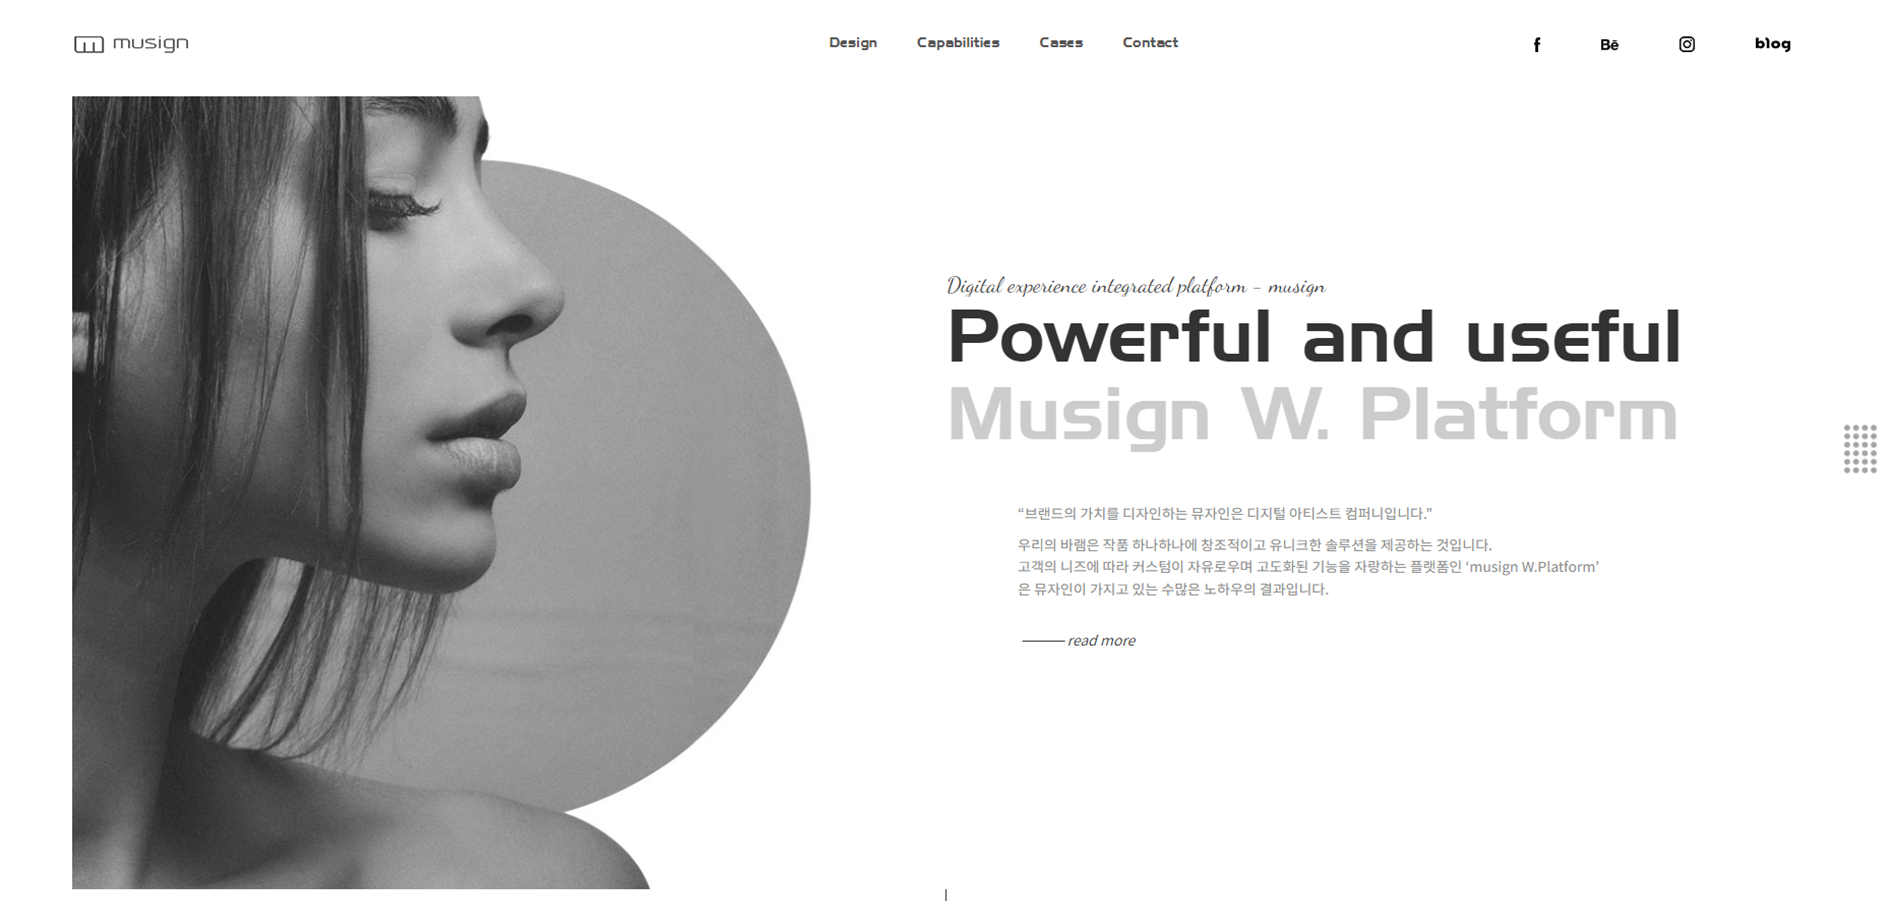 musign
Design Capabilities Cases Contact
f Bē blog
Digital experience integrated platform - musign
Powerful and useful
Musign W. Platform
“브랜드의 가치를 디자인하는 뮤자인은 디지털 아티스트 컴퍼니입니다.”
우리의 바램은 작품 하나하나에 창조적이고 유니크한 솔루션을 제공하는 것입니다.
고객의 니즈에 따라 커스텀이 자유로우며 고도화된 기능을 자랑하는 플랫폼인 ‘musign W.Platform’
은 뮤자인이 가지고 있는 수많은 노하우의 결과입니다.
read more